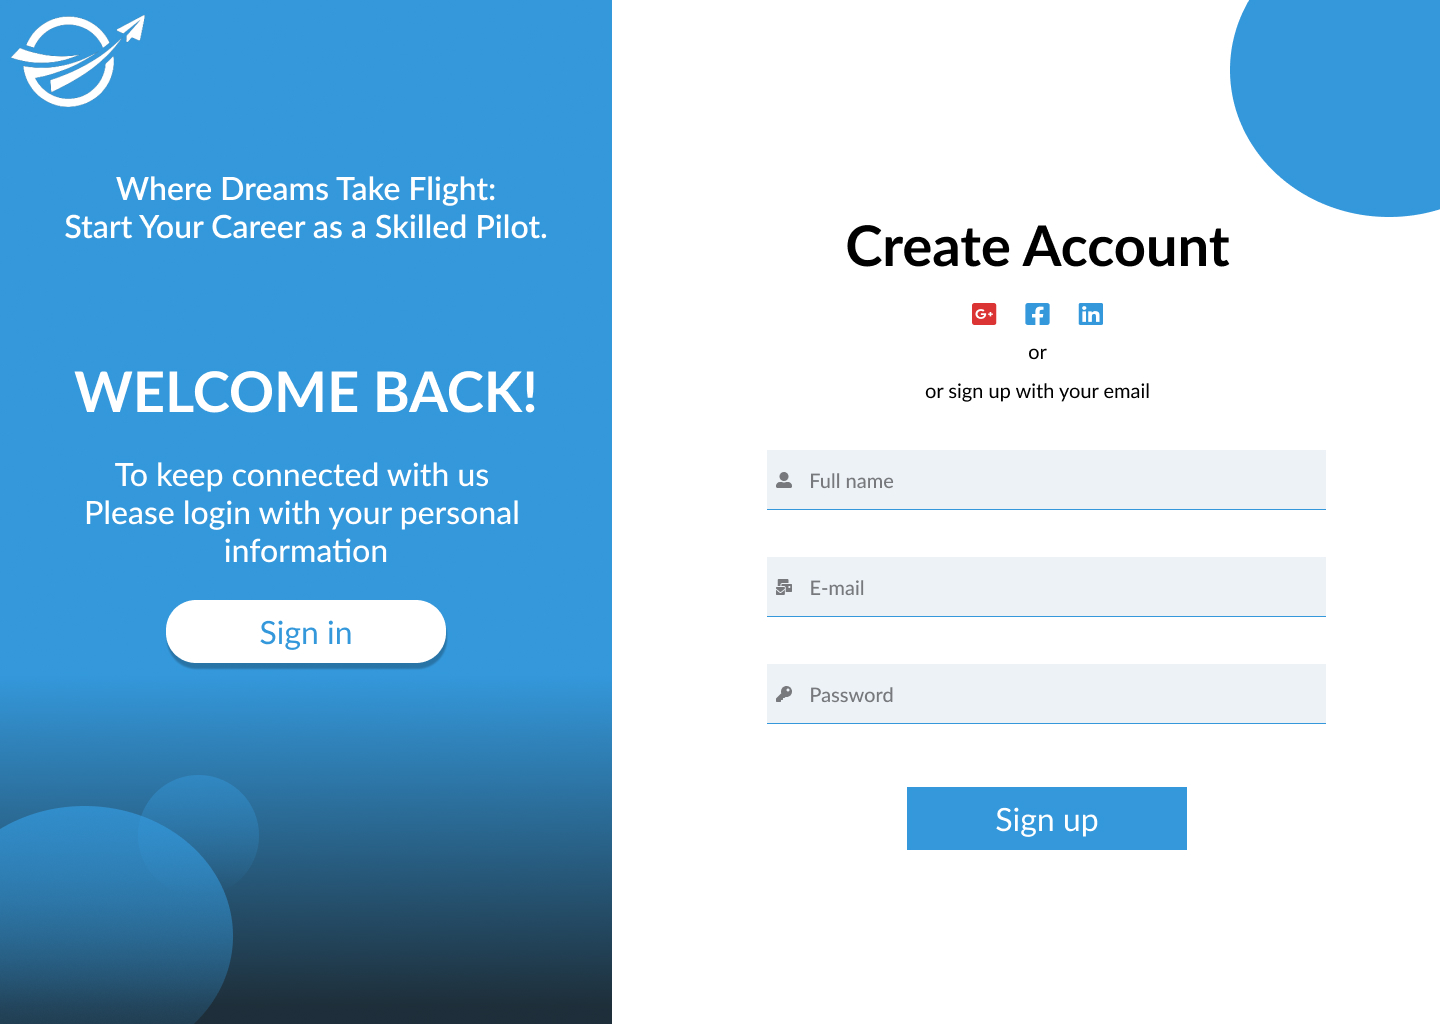 Where Dreams Take Flight:
Start Your Career as a Skilled Pilot.
WELCOME BACK!
To keep connected with us
Please login with your personal
information
Sign in
Create Account
G+
f
in
or
or sign up with your email
Full name
E-mail
Password
Sign up